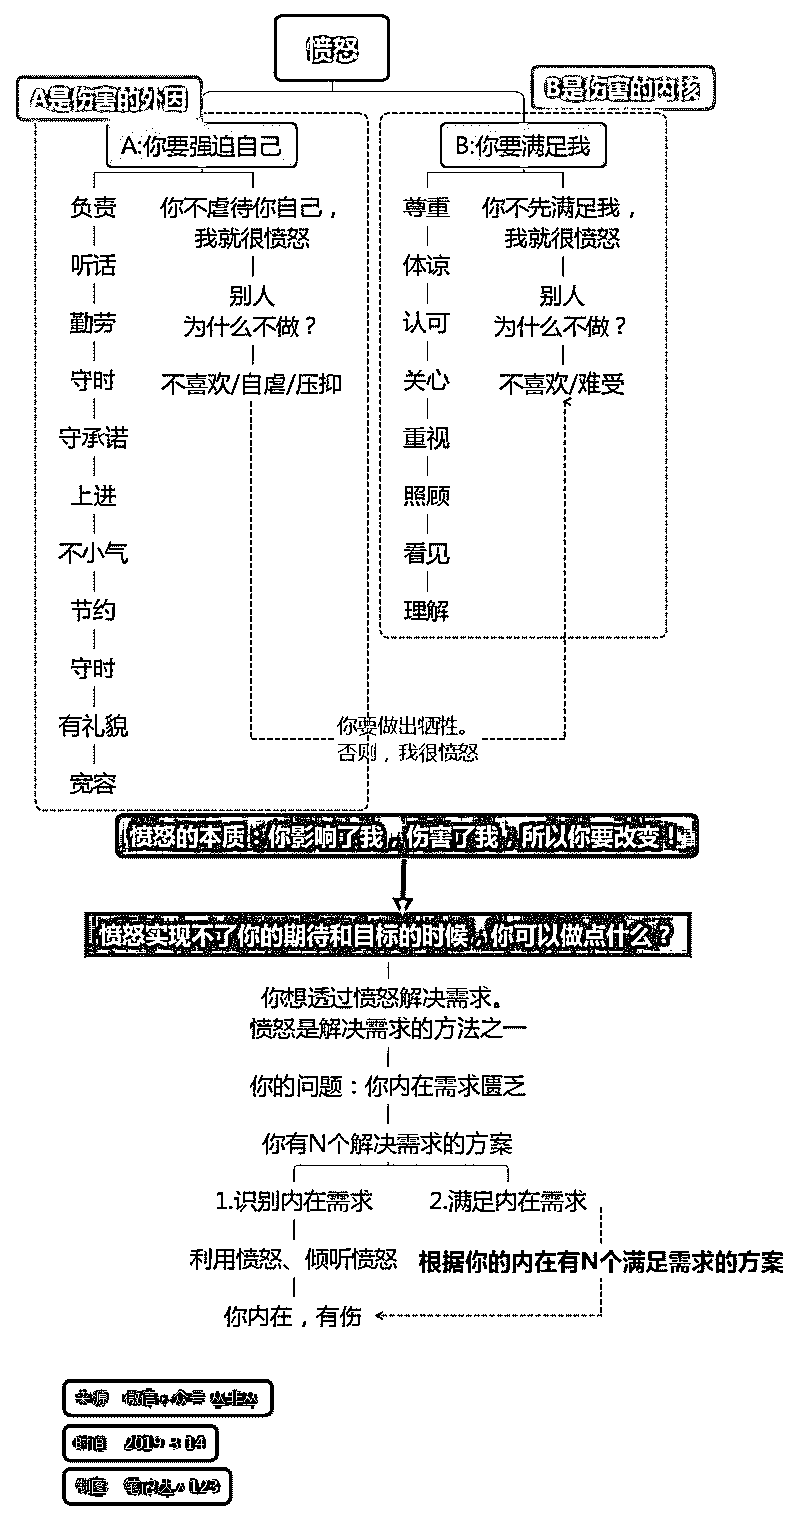 愤怒
A是伤害的外因
B是伤害的内核
A:你要强迫自己
负责
听话
勤劳
守时
守承诺
上进
不小气
节约
守时
有礼貌
宽容
你不虐待你自己，
我就很愤怒
别人
为什么不做？
不喜欢/自虐/压抑
B:你要满足我
尊重
体谅
认可
关心
重视
照顾
看见
理解
你不先满足我，
我就很愤怒
别人
为什么不做？
不喜欢/难受
你要做出牺牲。
否则，我很愤怒
愤怒的本质：你影响了我，伤害了我，所以你要改变！
愤怒实现不了你的期待和目标的时候，你可以做点什么？
你想透过愤怒解决需求。
愤怒是解决需求的方法之一
你的问题：你内在需求匮乏
你有N个解决需求的方案
1.识别内在需求
利用愤怒、倾听愤怒
你内在，有伤
2.满足内在需求
根据你的内在有N个满足需求的方案